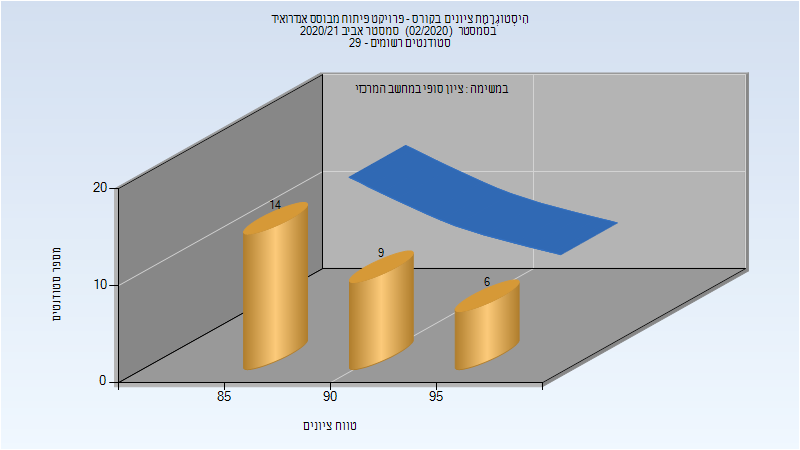 היסטוגרמת ציונים בקורס - פרויקט פיתוח מבוסס אנדרואיד
בסמסטר (02/2020) סמסטר אביב 2020/21
סטודנטים רשומים - 29
במשימה : ציון סופי במחשב המרכזי
20
10
0
מספר סטודנטים
14
9
6
85
90
95
טווח ציונים